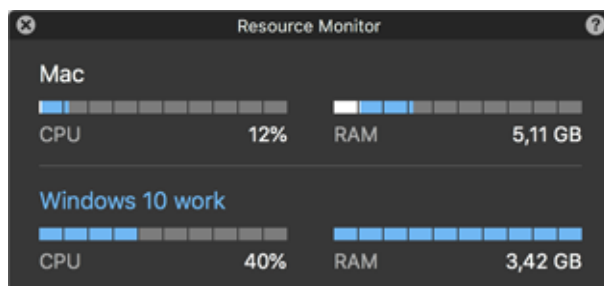 Resource Monitor
Mac
CPU 12% RAM 5,11 GB
Windows 10 work
CPU 40% RAM 3,42 GB